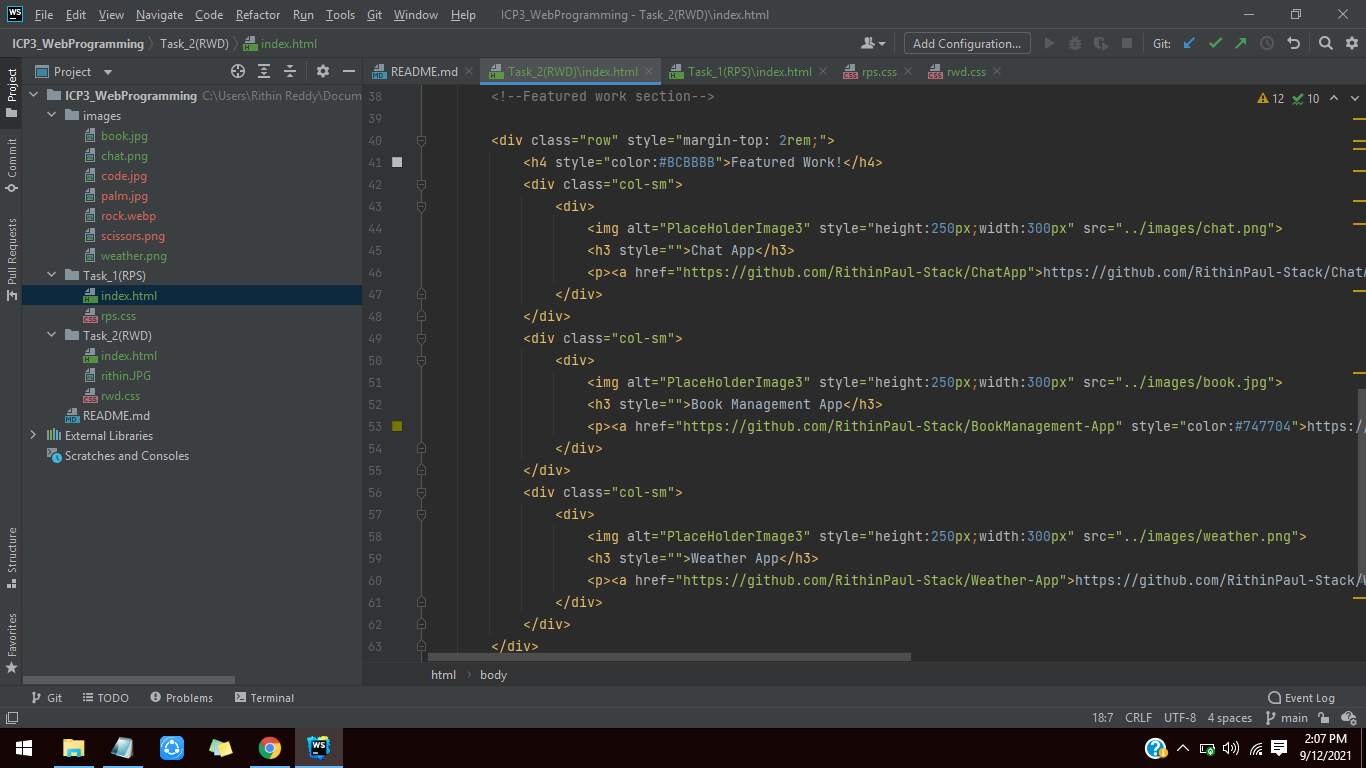 WS File Edit View Navigate Code Refactor Run Tools Git Window Help ICP3_WebProgramming - Task_2(RWD)\index.html
ICP3_WebProgramming Task_2(RWD) index.html Add Configuration... Git:
Project README.md Task_2(RWD)\index.html Task_1(RPS)\index.html rps.css rwd.css
Project
Commit
Pull Requests
Structure
Favorites
ICP3_WebProgramming C:\Users\Rithin Reddy\Docum
images
book.jpg
chat.png
code.jpg
palm.jpg
rock.webp
scissors.png
weather.png
Task_1(RPS)
index.html
rps.css
Task_2(RWD)
index.html
rithin.JPG
rwd.css
README.md
External Libraries
Scratches and Consoles
12 10
38 <!--Featured work section-->
39
40 <div class="row" style="margin-top: 2rem;">
41 <h4 style="color:#BCBBBB">Featured Work!</h4>
42 <div class="col-sm">
43 <div>
44 <img alt="PlaceHolderImage3" style="height:250px;width:300px" src="../images/chat.png">
45 <h3 style="">Chat App</h3>
46 <p><a href="https://github.com/RithinPaul-Stack/ChatApp">https://github.com/RithinPaul-Stack/ChatA
47 </div>
48 </div>
49 <div class="col-sm">
50 <div>
51 <img alt="PlaceHolderImage3" style="height:250px;width:300px" src="../images/book.jpg">
52 <h3 style="">Book Management App</h3>
53 <p><a href="https://github.com/RithinPaul-Stack/BookManagement-App" style="color:#747704">https:/
54 </div>
55 </div>
56 <div class="col-sm">
57 <div>
58 <img alt="PlaceHolderImage3" style="height:250px;width:300px" src="../images/weather.png">
59 <h3 style="">Weather App</h3>
60 <p><a href="https://github.com/RithinPaul-Stack/Weather-App">https://github.com/RithinPaul-Stack/W
61 </div>
62 </div>
63 </div>
html body
Git TODO Problems Terminal Event Log
18:7 CRLF UTF-8 4 spaces main
WS
2:07 PM
9/12/2021